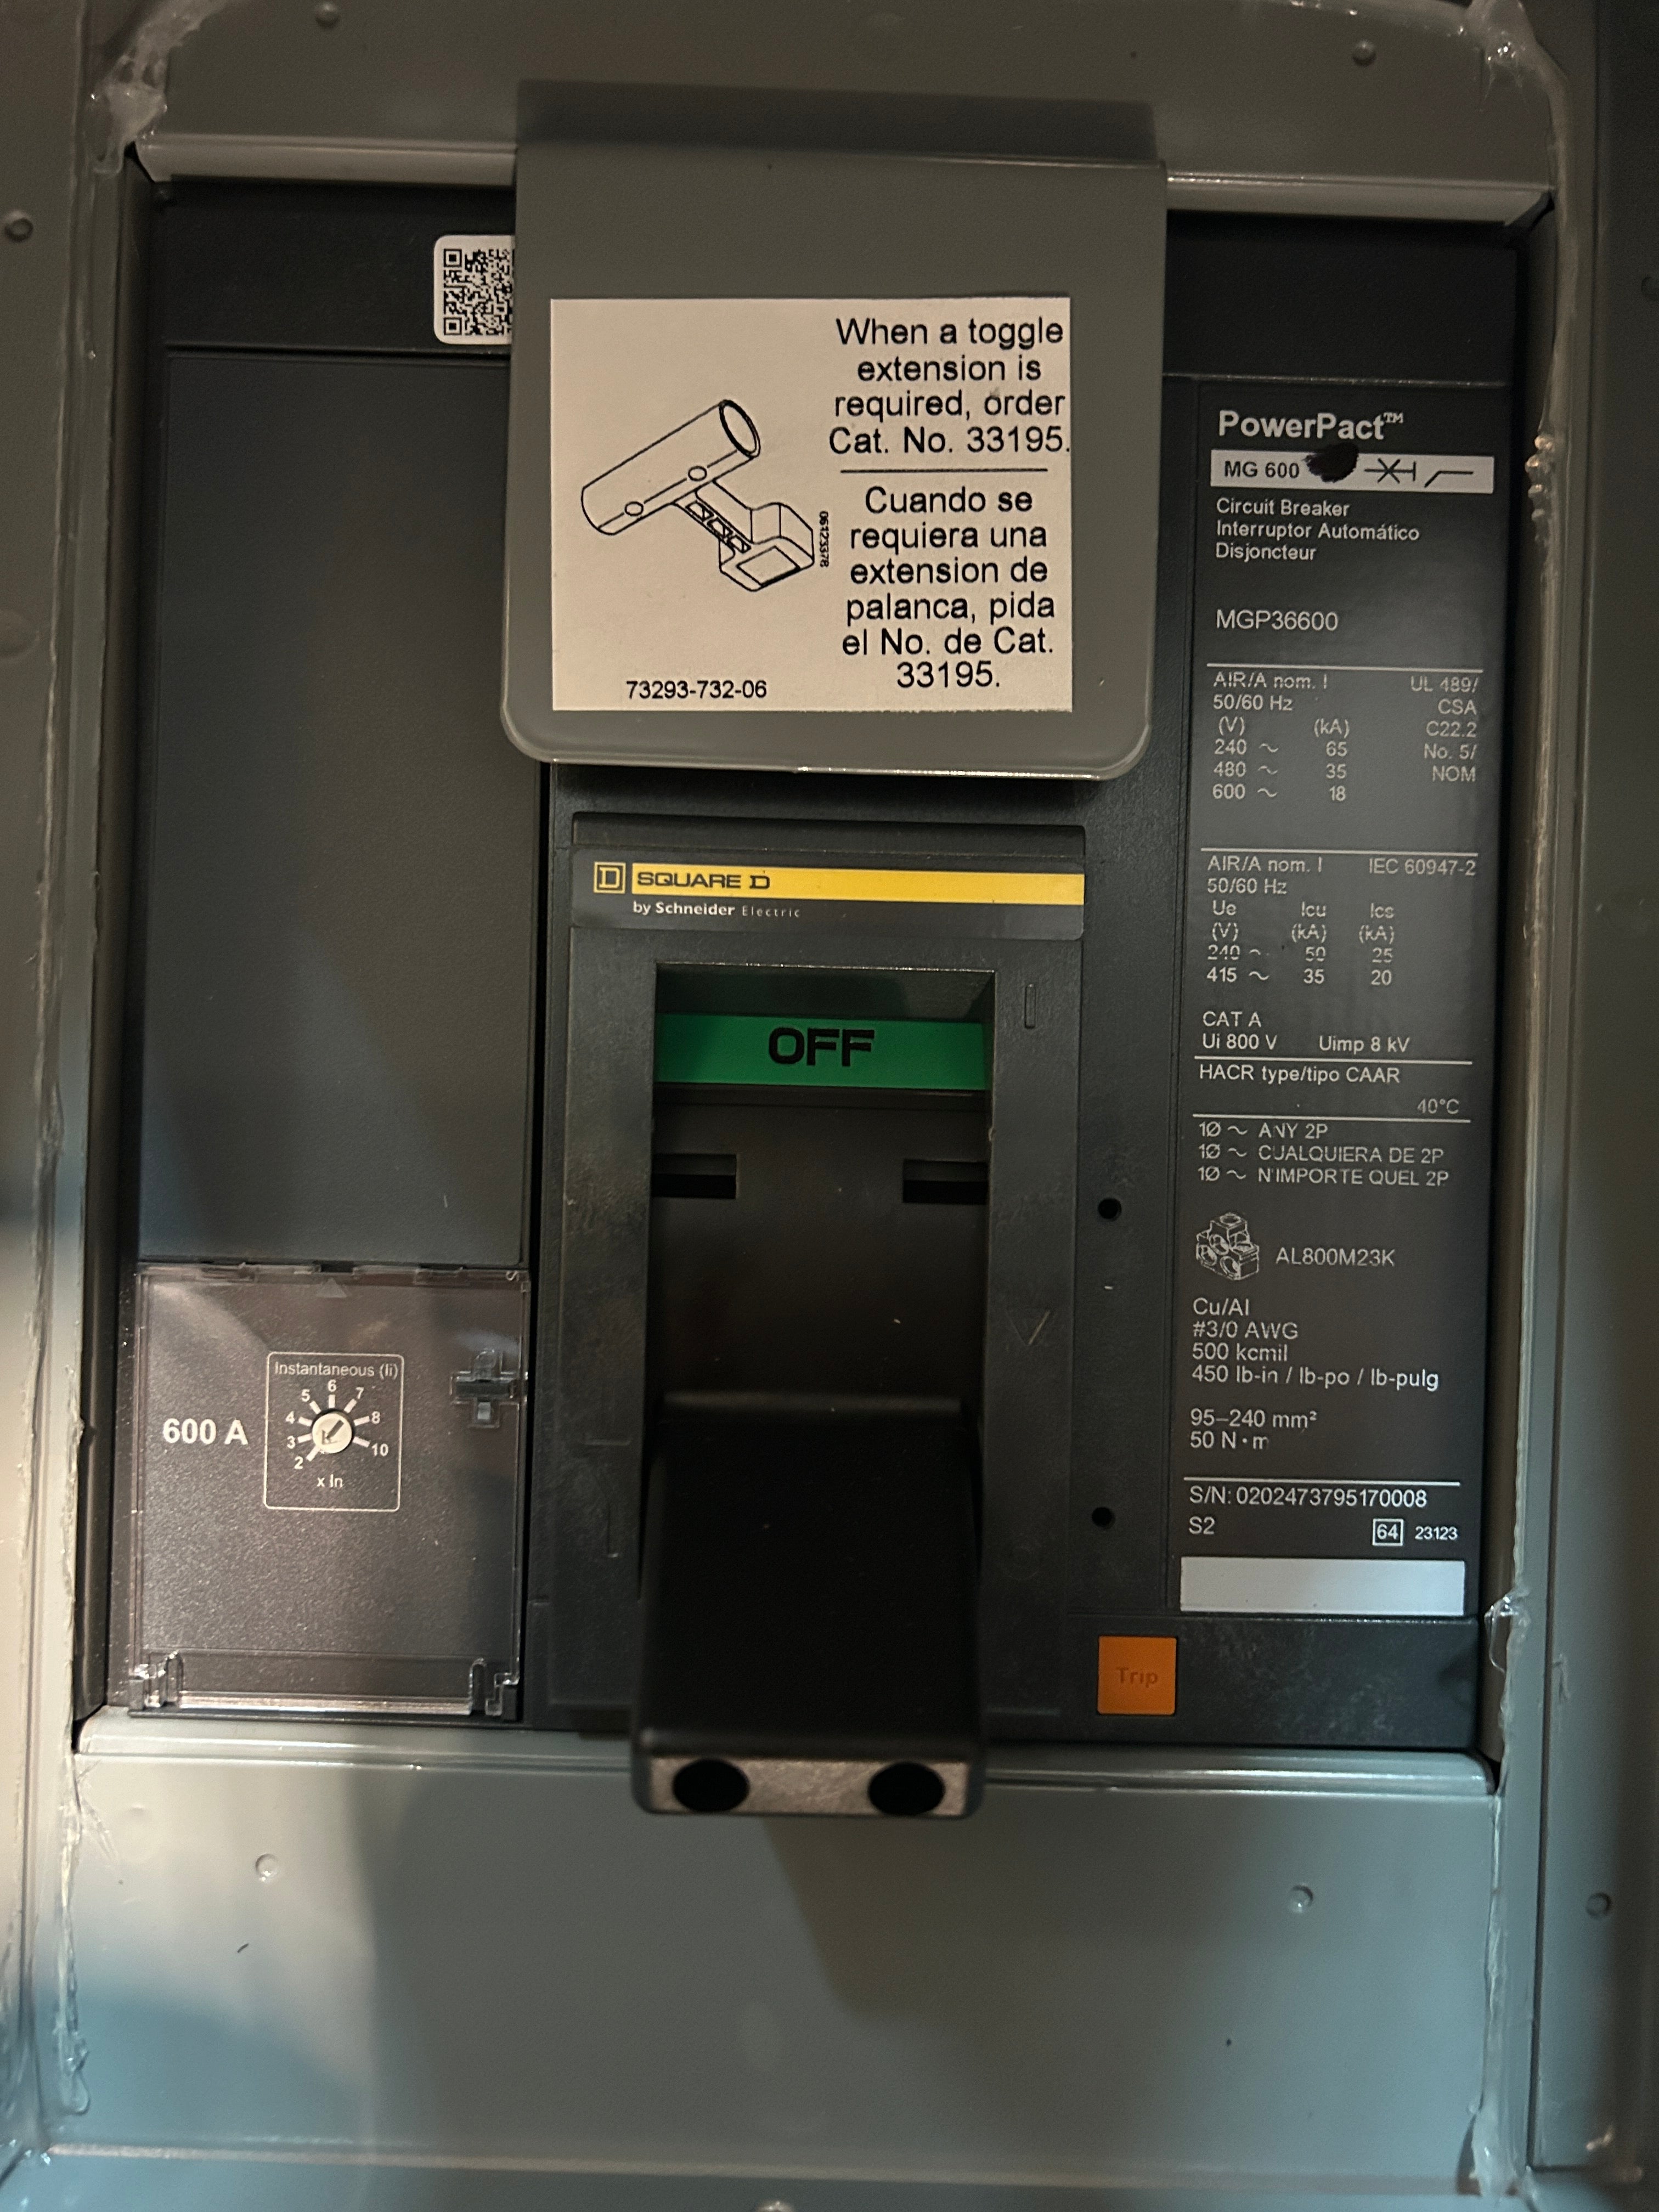 When a toggle
extension is
required, order
Cat. No. 33195.
Cuando se
requiera una
extension de
palanca, pida
el No. de Cat.
33195.
06123378
73293-732-06
SQUARE D
by Schneider Electric
OFF
600 A
Instantaneous (Ii)
2
3
4
5
6
7
8
10
x In
PowerPact™
MG 600
Circuit Breaker
Interruptor Automático
Disjoncteur
MGP36600
AIR/A nom. I UL 489/
50/60 Hz CSA
(V) (kA) C22.2
240 ~ 65 No. 5/
480 ~ 35 NOM
600 ~ 18
AIR/A nom. I IEC 60947-2
50/60 Hz
Ue Icu Ics
(V) (kA) (kA)
240 ~ 50 25
415 ~ 35 20
CAT A
Ui 800 V Uimp 8 kV
HACR type/tipo CAAR
40°C
1Ø ~ ANY 2P
1Ø ~ CUALQUIERA DE 2P
1Ø ~ N'IMPORTE QUEL 2P
AL800M23K
Cu/Al
#3/0 AWG
500 kcmil
450 lb-in / lb-po / lb-pulg
95–240 mm²
50 N·m
S/N: 0202473795170008
S2 64 23123
Trip